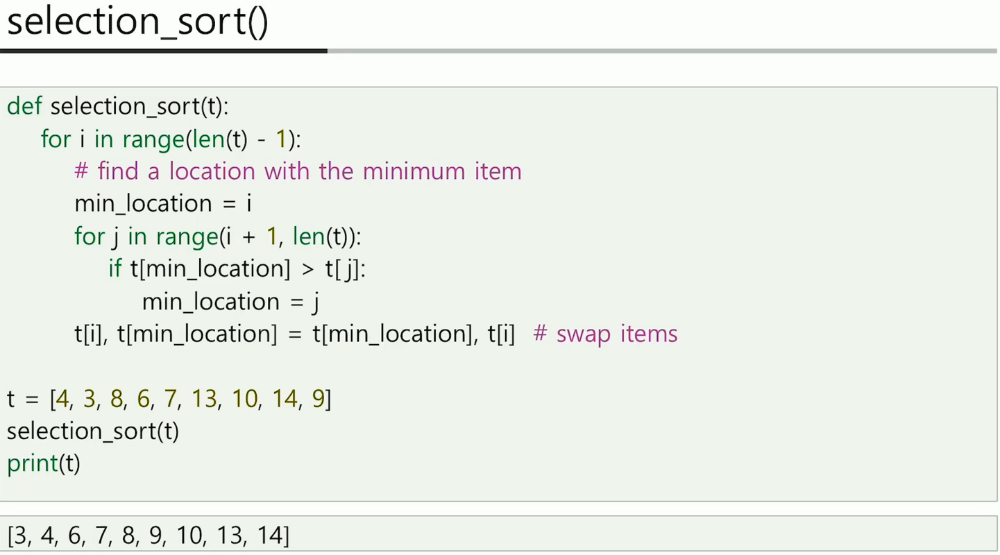 selection_sort()
def selection_sort(t):
for i in range(len(t) - 1):
# find a location with the minimum item
min_location = i
for j in range(i + 1, len(t)):
if t[min_location] > t[j]:
min_location = j
t[i], t[min_location] = t[min_location], t[i]  # swap items
t = [4, 3, 8, 6, 7, 13, 10, 14, 9]
selection_sort(t)
print(t)
[3, 4, 6, 7, 8, 9, 10, 13, 14]